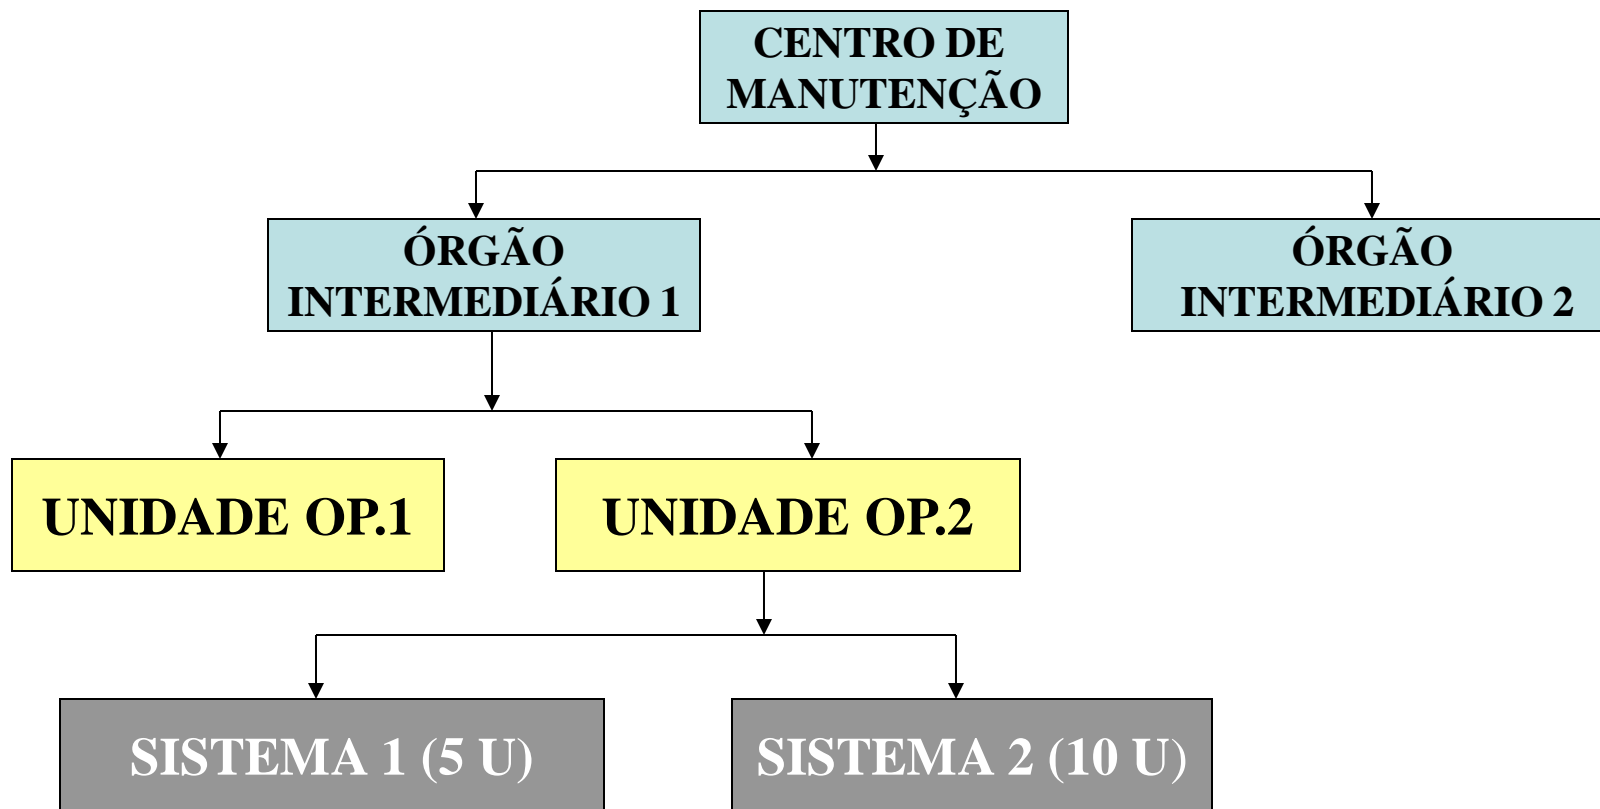 CENTRO DE
MANUTENÇÃO
ÓRGÃO
INTERMEDIÁRIO 1
ÓRGÃO
INTERMEDIÁRIO 2
UNIDADE OP.1
UNIDADE OP.2
SISTEMA 1 (5 U)
SISTEMA 2 (10 U)